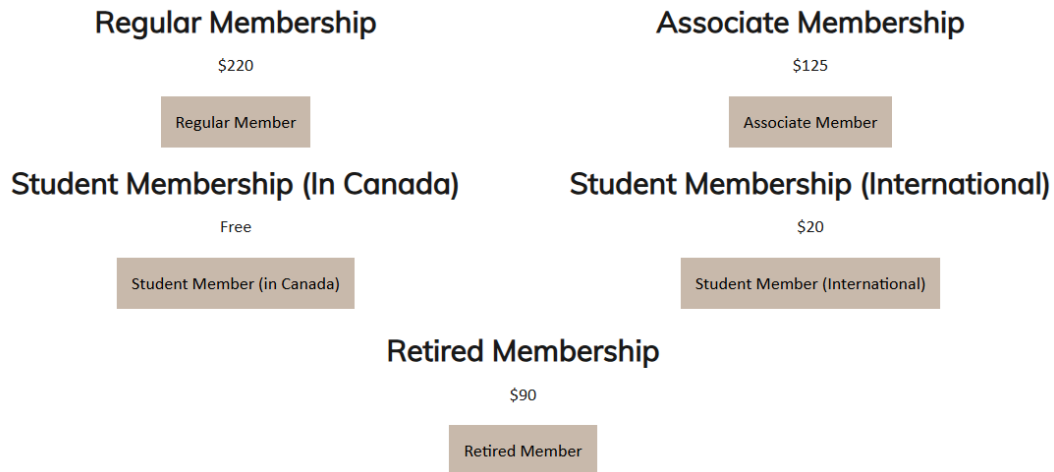 Regular Membership
$220
Regular Member
Associate Membership
$125
Associate Member
Student Membership (In Canada)
Free
Student Member (in Canada)
Student Membership (International)
$20
Student Member (International)
Retired Membership
$90
Retired Member